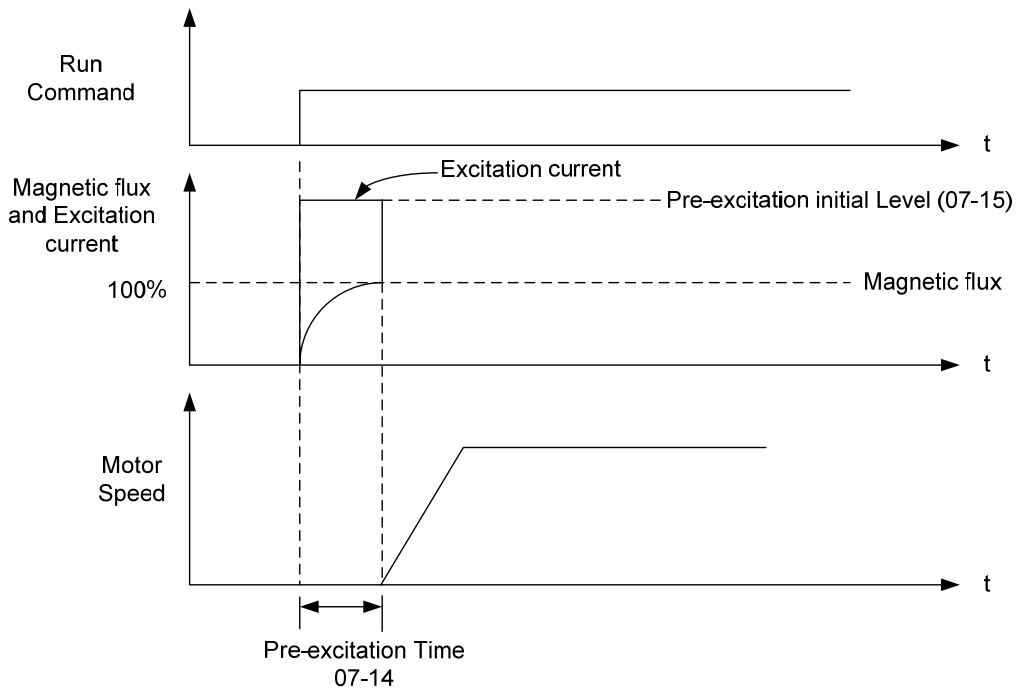 Run
Command
t
Excitation current
Magnetic flux
and Excitation
current
Pre-excitation initial Level (07-15)
100%
Magnetic flux
t
Motor
Speed
t
Pre-excitation Time
07-14